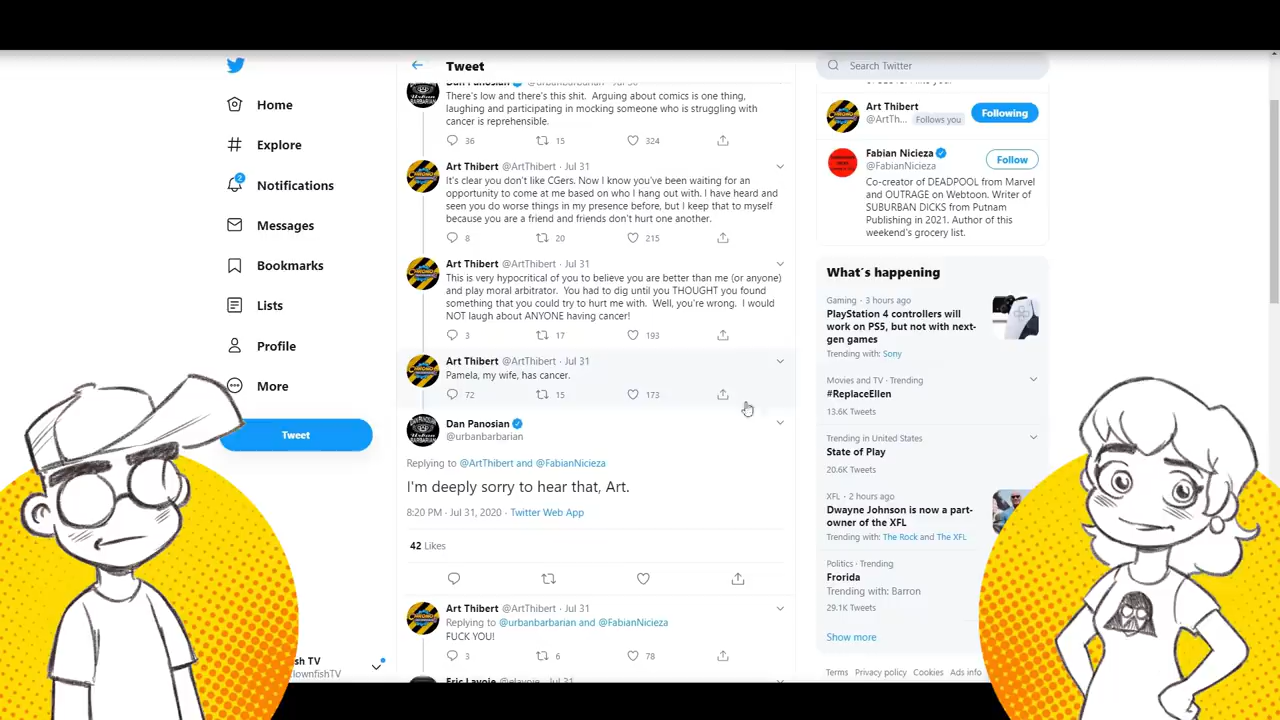 Home
Explore
2
Notifications
Messages
Bookmarks
Lists
Profile
More
Tweet
sh TV
lownfishTV
Tweet
Dan Panosian @urbanbarbarian · Jul 30
There's low and there's this shit. Arguing about comics is one thing,
laughing and participating in mocking someone who is struggling with
cancer is reprehensible.
36 15 324
Art Thibert @ArtThibert · Jul 31
It's clear you don't like CGers. Now I know you've been waiting for an
opportunity to come at me based on who I hang out with. I have heard and
seen you do worse things in my presence before, but I keep that to myself
because you are a friend and friends don't hurt one another.
8 20 215
Art Thibert @ArtThibert · Jul 31
This is very hypocritical of you to believe you are better than me (or anyone)
and play moral arbitrator. You had to dig until you THOUGHT you found
something that you could try to hurt me with. Well, you're wrong. I would
NOT laugh about ANYONE having cancer!
3 17 193
Art Thibert @ArtThibert · Jul 31
Pamela, my wife, has cancer.
72 15 173
Dan Panosian
@urbanbarbarian
Replying to @ArtThibert and @FabianNicieza
I'm deeply sorry to hear that, Art.
8:20 PM · Jul 31, 2020 · Twitter Web App
42 Likes
Art Thibert @ArtThibert · Jul 31
Replying to @urbanbarbarian and @FabianNicieza
FUCK YOU!
3 6 78
Eric Lavoie @elavoie · Jul 31
Search Twitter
Art Thibert
@ArtTh... Follows you
Following
Fabian Nicieza
@FabianNicieza
Follow
Co-creator of DEADPOOL from Marvel
and OUTRAGE on Webtoon. Writer of
SUBURBAN DICKS from Putnam
Publishing in 2021. Author of this
weekend's grocery list.
What's happening
Gaming · 3 hours ago
PlayStation 4 controllers will
work on PS5, but not with next-
gen games
Trending with: Sony
Movies and TV · Trending
#ReplaceEllen
13.6K Tweets
Trending in United States
State of Play
20.6K Tweets
XFL · 2 hours ago
Dwayne Johnson is now a part-
owner of the XFL
Trending with: The Rock and The XFL
Politics · Trending
Frorida
Trending with: Barron
29.1K Tweets
Show more
Terms Privacy policy Cookies Ads info